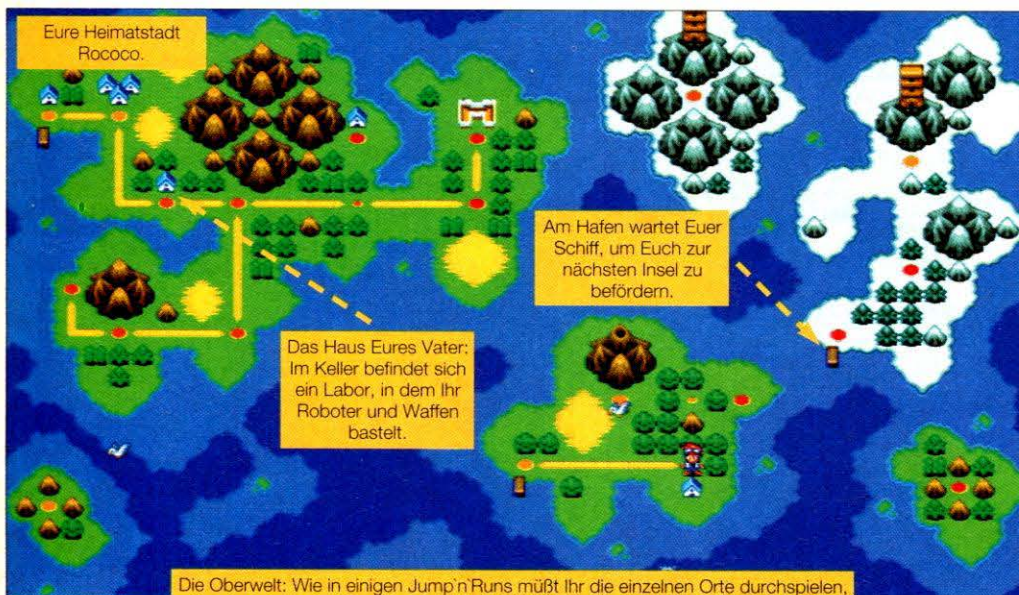 Eure Heimatstadt
Rococo.
Am Hafen wartet Euer
Schiff, um Euch zur
nächsten Insel zu
befördern.
Das Haus Eures Vater:
Im Keller befindet sich
ein Labor, in dem Ihr
Roboter und Waffen
bastelt.
Die Oberwelt: Wie in einigen Jump`n`Runs müßt Ihr die einzelnen Orte durchspielen,